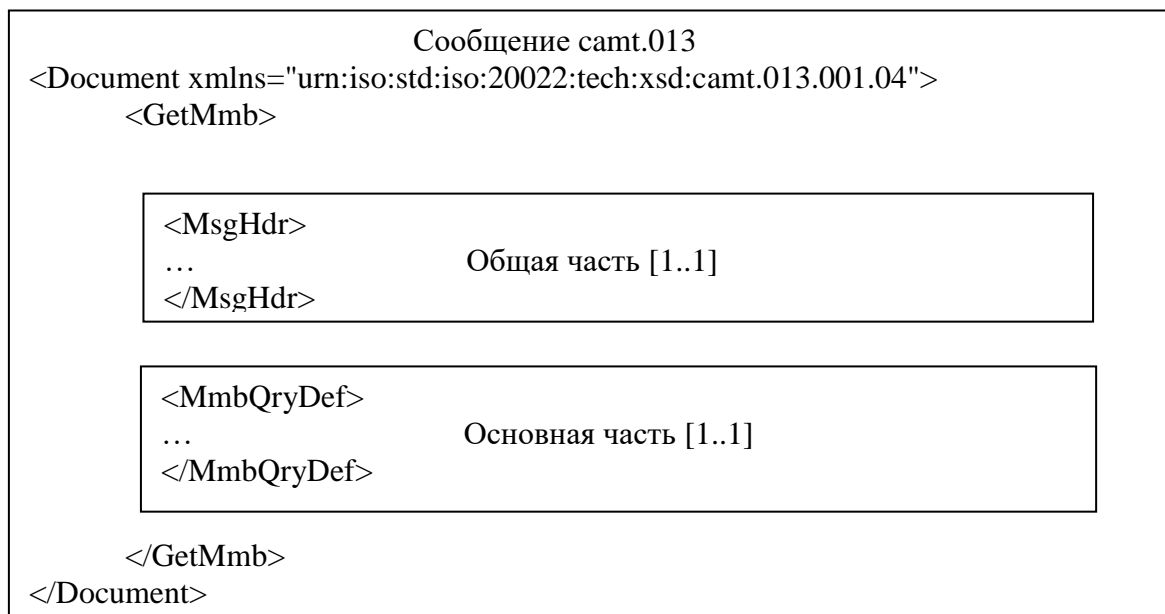 Сообщение camt.013
<Document xmlns="urn:iso:std:iso:20022:tech:xsd:camt.013.001.04">
<GetMmb>
<MsgHdr>
… Общая часть [1..1]
</MsgHdr>
<MmbQryDef>
… Основная часть [1..1]
</MmbQryDef>
</GetMmb>
</Document>